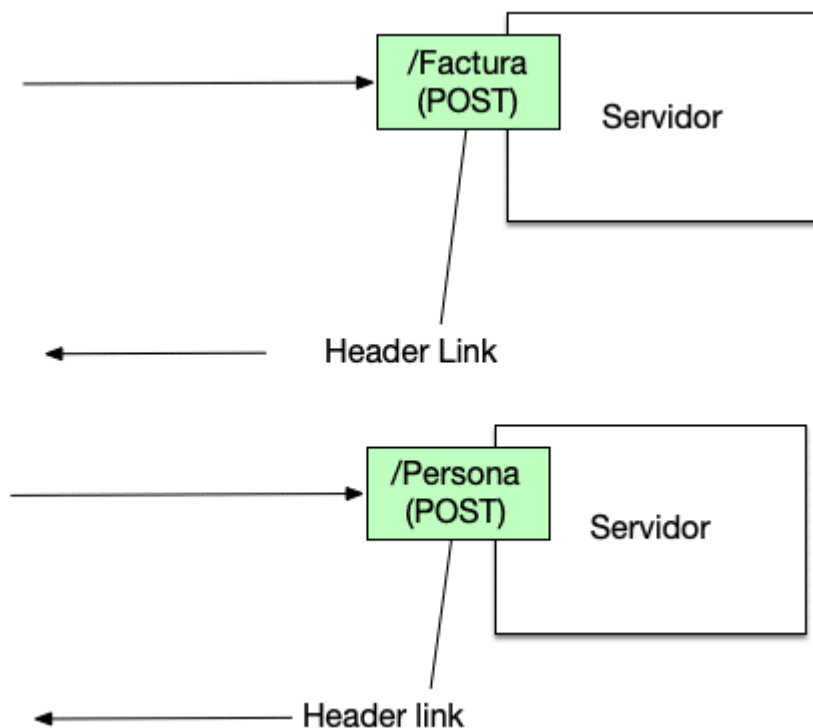 /Factura
(POST)
Servidor
Header Link
/Persona
(POST)
Servidor
Header link